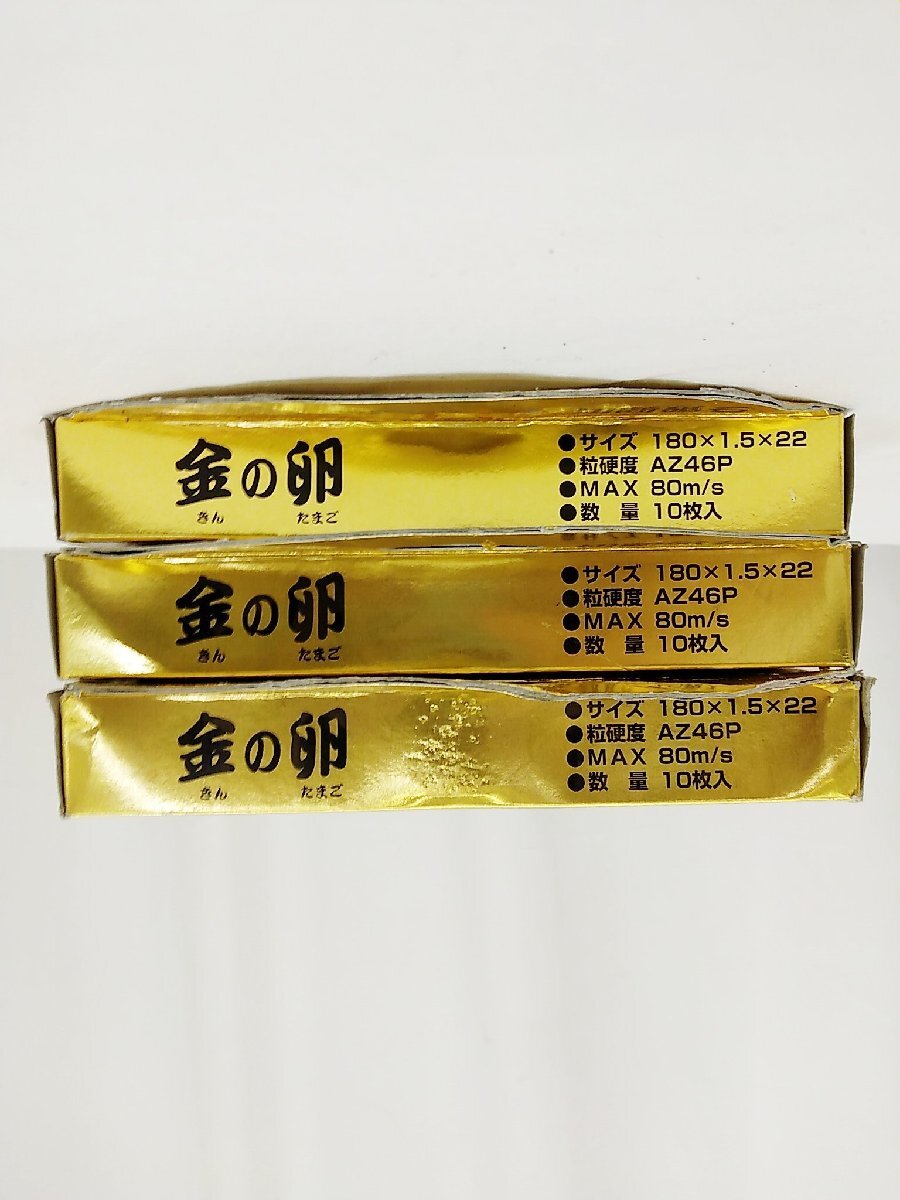 金の卵
きん たまご
●サイズ 180×1.5×22
●粒硬度 AZ46P
●MAX 80m/s
●数 量 10枚入
金の卵
きん たまご
●サイズ 180×1.5×22
●粒硬度 AZ46P
●MAX 80m/s
●数 量 10枚入
金の卵
きん たまご
●サイズ 180×1.5×22
●粒硬度 AZ46P
●MAX 80m/s
●数 量 10枚入